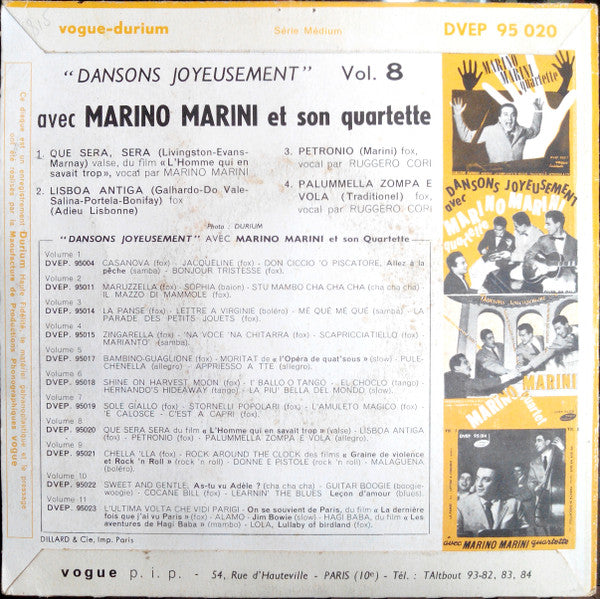 vogue-durium
Série Médium
DVEP 95 020
"DANSONS JOYEUSEMENT" Vol. 8
avec MARINO MARINI et son quartette
1. QUE SERA, SERA (Livingston-Evans-
Marnay) valse, du film « L'Homme qui en
savait trop », vocal par MARINO MARINI
2. LISBOA ANTIGA (Galhardo-Do Vale-
Salina-Portela-Bonifay) fox
(Adieu Lisbonne)
3. PETRONIO (Marini) fox,
vocal par RUGGERO CORI
4. PALUMMELLA ZOMPA E
VOLA (Traditionel) fox,
vocal par RUGGERO CORI
Photo : DURIUM
"DANSONS JOYEUSEMENT" AVEC MARINO MARINI et son Quartette
Volume 1
DVEP. 95004 CASANOVA (fox) - JACQUELINE (fox) - DON CICCIO 'O PISCATORE, Allez à la
pêche (samba) - BONJOUR TRISTESSE (fox).
Volume 2
DVEP. 95011 MARUZZELLA (fox) - SOPHIA (baion) - STU MAMBO CHA CHA CHA (cha cha cha)
IL MAZZO DI MAMMOLE (fox).
Volume 3
DVEP. 95014 LA PANSE (fox) - LETTRE A VIRGINIE (boléro) - MÉ QUÉ MÉ QUÉ (samba) - LA
PARADE DES PETITS JOUETS (fox).
Volume 4
DVEP. 95015 ZINGARELLA (fox) - 'NA VOCE 'NA CHITARRA (fox) - SCAPRICCIATIELLO (fox) -
MARIANTO' (samba).
Volume 5
DVEP. 95017 BAMBINO-GUAGLIONE (fox) - MORITAT de « l'Opéra de quat'sous » (slow) - PULE-
CHENELLA (allegro) - APPRIESSO A TTE (allegro).
Volume 6
DVEP. 95018 SHINE ON HARVEST MOON (fox) - I' BALLO O TANGO - EL CHOCLO (tango) -
HERNANDO'S HIDEAWAY (tango) - LA PIU' BELLA DEL MONDO (slow).
Volume 7
DVEP. 95019 SOLE GIALLO (fox) - STORNELLI POPOLARI (fox) - L'AMULETO MAGICO (fox) -
E CALOSCE - C'EST A CAPRI (fox).
Volume 8
DVEP. 95020 QUE SERA SERA du film « L'Homme qui en savait trop » (valse) - LISBOA ANTIGA
(fox) - PETRONIO (fox) - PALUMMELLA ZOMPA E VOLA (allegro).
Volume 9
DVEP. 95021 PERELLA 'LLA (fox) - ROCK AROUND THE CLOCK des films « Graine de violence
et Rock 'n Roll » (rock 'n roll) - DONNE E PISTOLE (rock 'n roll) - MALAGUENA
(boléro).
Volume 10
DVEP. 95022 SWEET AND GENTLE, As-tu vu Adèle ? (cha cha cha) - GUITAR BOOGIE (boogie-
woogie) - COCANE BILL (fox) - LEARNIN' THE BLUES Leçon d'amour (blues).
Volume 11
DVEP. 95023 L'ULTIMA VOLTA CHE VIDI PARIGI - On se souvient de Paris, du film « La dernière
fois que j'ai vu Paris » (fox) - ALAMO - Jim Bowie (slow) - HAGI BABA, du film « Les
aventures de Hagi Baba » (mambo) - LOLA, Lullaby of birdland (fox).
DILLARD & Cie, Imp. Paris
vogue p. i. p. - 54, Rue d'Hauteville - PARIS (10e) - Tél. : TAItbout 93-82, 83, 84
MARINO
MARINI
quartette
DANSONS JOYEUSEMENT
avec
MARINO MARINI
quartette
DANSONS JOYEUSEMENT
MARINO MARINI
MARINO
DVEP 95 014
avec MARINO MARINI quartette